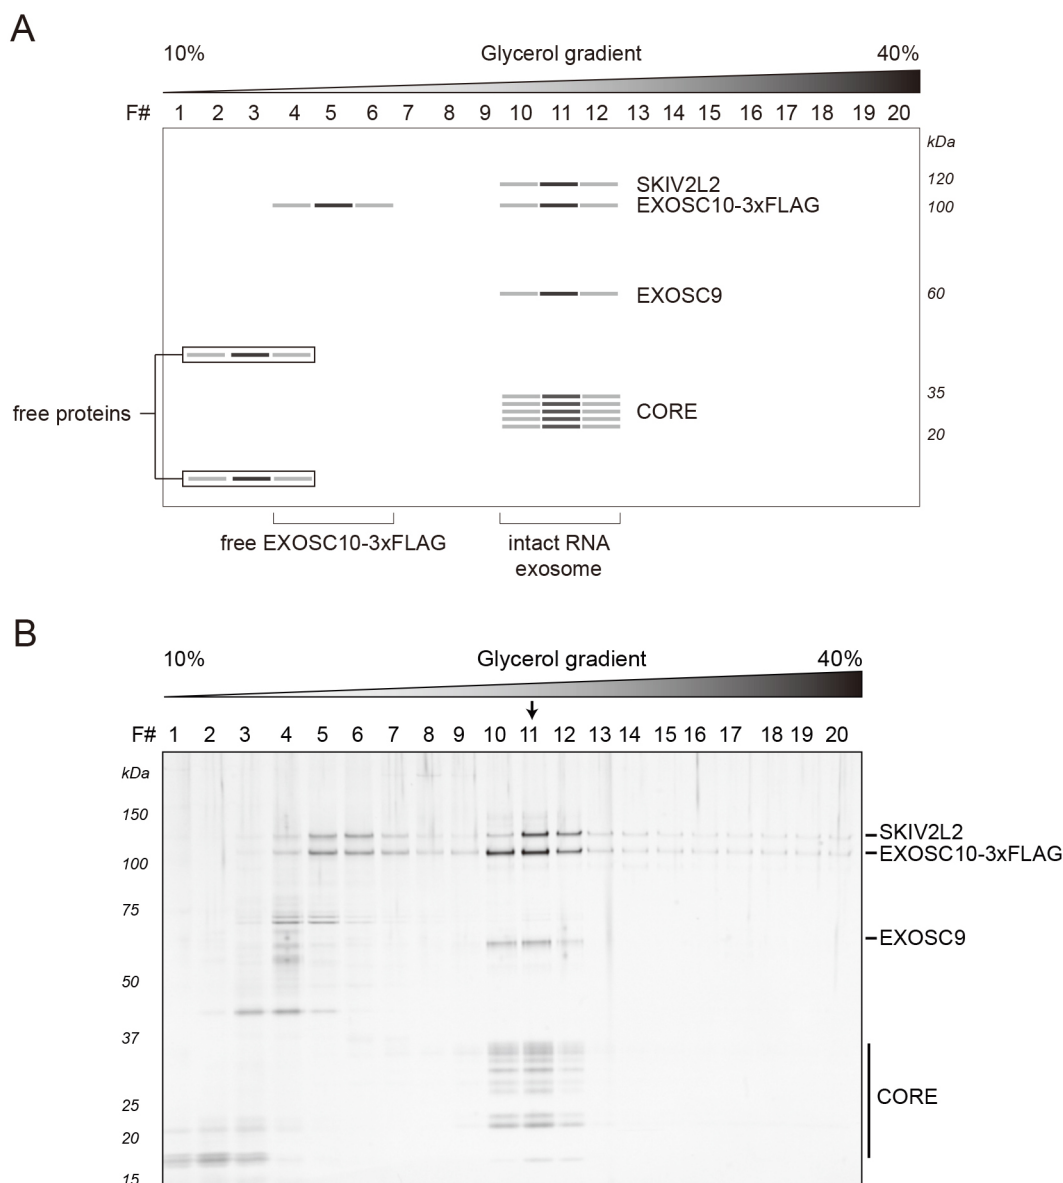 A
10% Glycerol gradient 40%
F# 1 2 3 4 5 6 7 8 9 10 11 12 13 14 15 16 17 18 19 20
kDa
SKIV2L2 120
EXOSC10-3xFLAG 100
EXOSC9 60
free proteins
CORE
35
20
free EXOSC10-3xFLAG
intact RNA
exosome
B
10% Glycerol gradient 40%
F# 1 2 3 4 5 6 7 8 9 10 11 12 13 14 15 16 17 18 19 20
kDa
150
SKIV2L2
EXOSC10-3xFLAG
100
75
EXOSC9
50
37
CORE
25
20
15